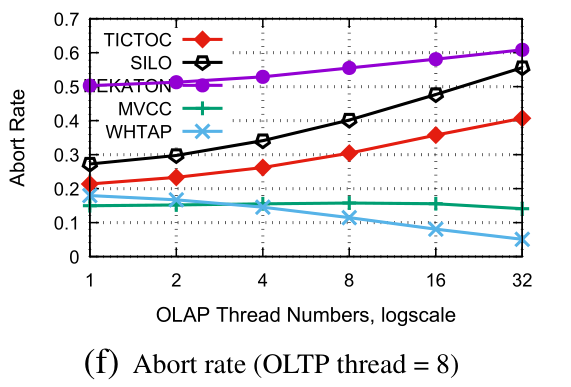 0.7
0.6
0.5
0.4
0.3
0.2
0.1
0
Abort Rate
TICTOC
SILO
HEKATON
MVCC
WHTAP
1 2 4 8 16 32
OLAP Thread Numbers, logscale
(f) Abort rate (OLTP thread = 8)